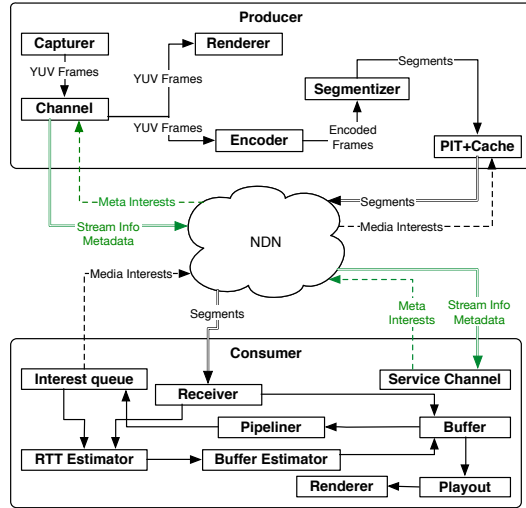 Producer
Capturer
Renderer
YUV Frames
YUV Frames
Segments
Segmentizer
Channel
YUV Frames
Encoder
Encoded
Frames
PIT+Cache
Meta Interests
Segments
Stream Info
Metadata
Media Interests
NDN
Media Interests
Segments
Meta
Interests
Stream Info
Metadata
Consumer
Interest queue
Receiver
Service Channel
Pipeliner
Buffer
RTT Estimator
Buffer Estimator
Renderer
Playout